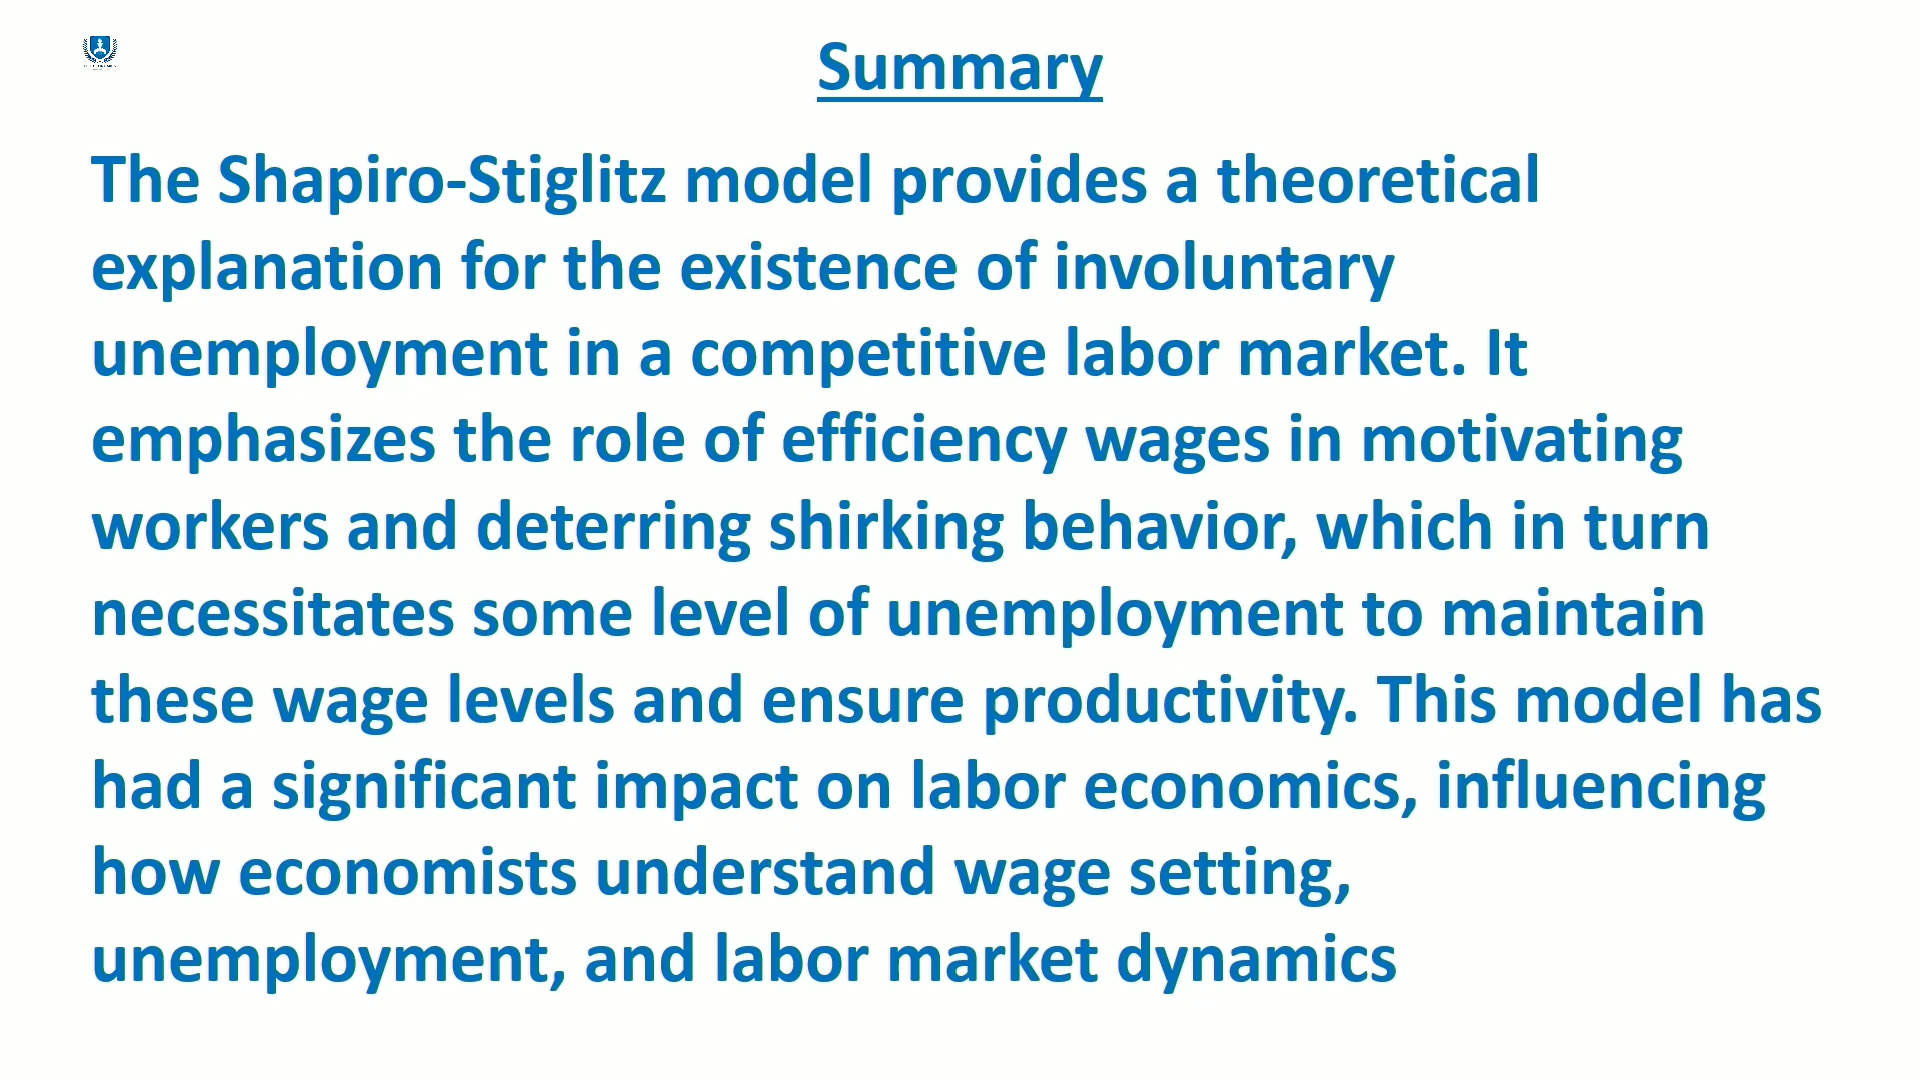 Summary
The Shapiro-Stiglitz model provides a theoretical
explanation for the existence of involuntary
unemployment in a competitive labor market. It
emphasizes the role of efficiency wages in motivating
workers and deterring shirking behavior, which in turn
necessitates some level of unemployment to maintain
these wage levels and ensure productivity. This model has
had a significant impact on labor economics, influencing
how economists understand wage setting,
unemployment, and labor market dynamics